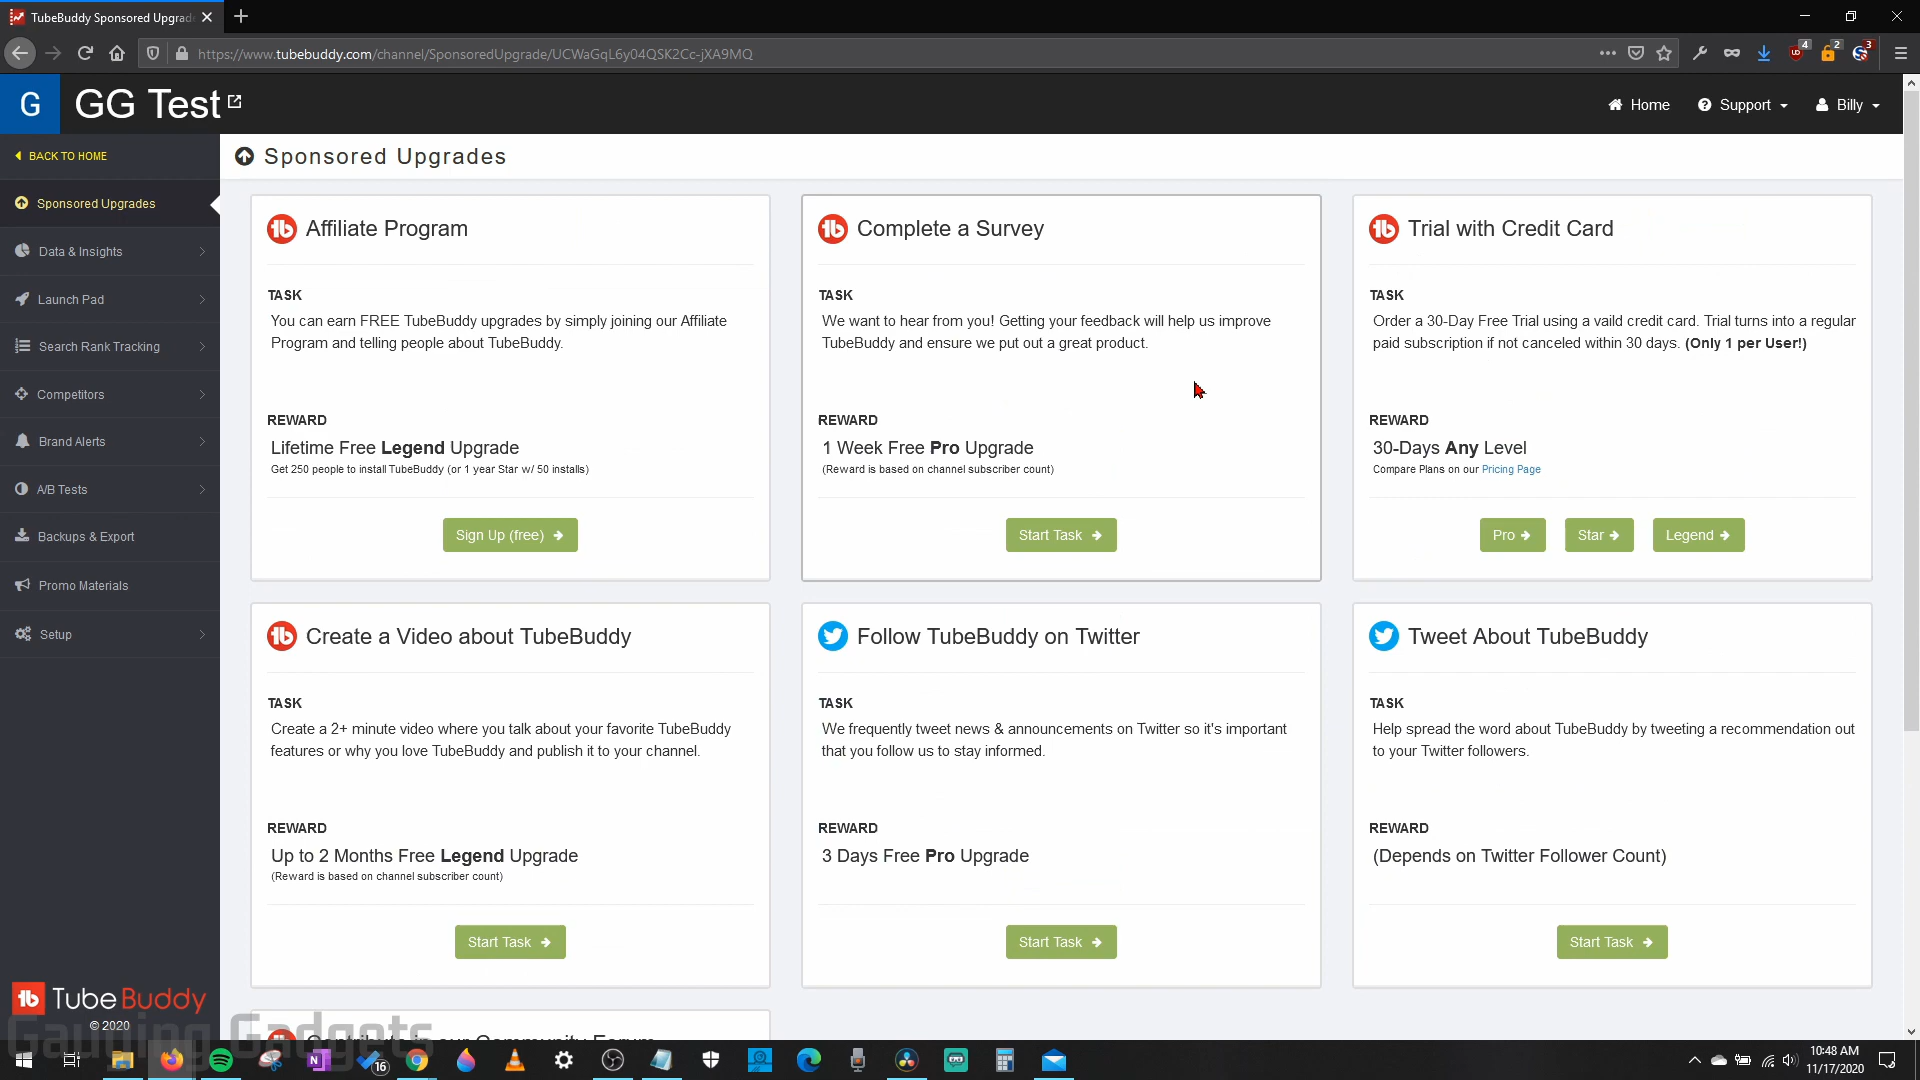 TubeBuddy Sponsored Upgrad
https://www.tubebuddy.com/channel/SponsoredUpgrade/UCWaGqL6y04QSK2Cc-jXA9MQ
4
2
3
G
GG Test
Home
Support
Billy
BACK TO HOME
Sponsored Upgrades
Data & Insights
Launch Pad
Search Rank Tracking
Competitors
Brand Alerts
A/B Tests
Backups & Export
Promo Materials
Setup
TubeBuddy
© 2020
Sponsored Upgrades
Affiliate Program
TASK
You can earn FREE TubeBuddy upgrades by simply joining our Affiliate
Program and telling people about TubeBuddy.
REWARD
Lifetime Free Legend Upgrade
Get 250 people to install TubeBuddy (or 1 year Star w/ 50 installs)
Sign Up (free)
Complete a Survey
TASK
We want to hear from you! Getting your feedback will help us improve
TubeBuddy and ensure we put out a great product.
REWARD
1 Week Free Pro Upgrade
(Reward is based on channel subscriber count)
Start Task
Trial with Credit Card
TASK
Order a 30-Day Free Trial using a vaild credit card. Trial turns into a regular
paid subscription if not canceled within 30 days. (Only 1 per User!)
REWARD
30-Days Any Level
Compare Plans on our Pricing Page
Pro
Star
Legend
Create a Video about TubeBuddy
TASK
Create a 2+ minute video where you talk about your favorite TubeBuddy
features or why you love TubeBuddy and publish it to your channel.
REWARD
Up to 2 Months Free Legend Upgrade
(Reward is based on channel subscriber count)
Start Task
Follow TubeBuddy on Twitter
TASK
We frequently tweet news & announcements on Twitter so it's important
that you follow us to stay informed.
REWARD
3 Days Free Pro Upgrade
Start Task
Tweet About TubeBuddy
TASK
Help spread the word about TubeBuddy by tweeting a recommendation out
to your Twitter followers.
REWARD
(Depends on Twitter Follower Count)
Start Task
Contribute in our Community Forum
Gauging Gadgets
16
10:48 AM
11/17/2020